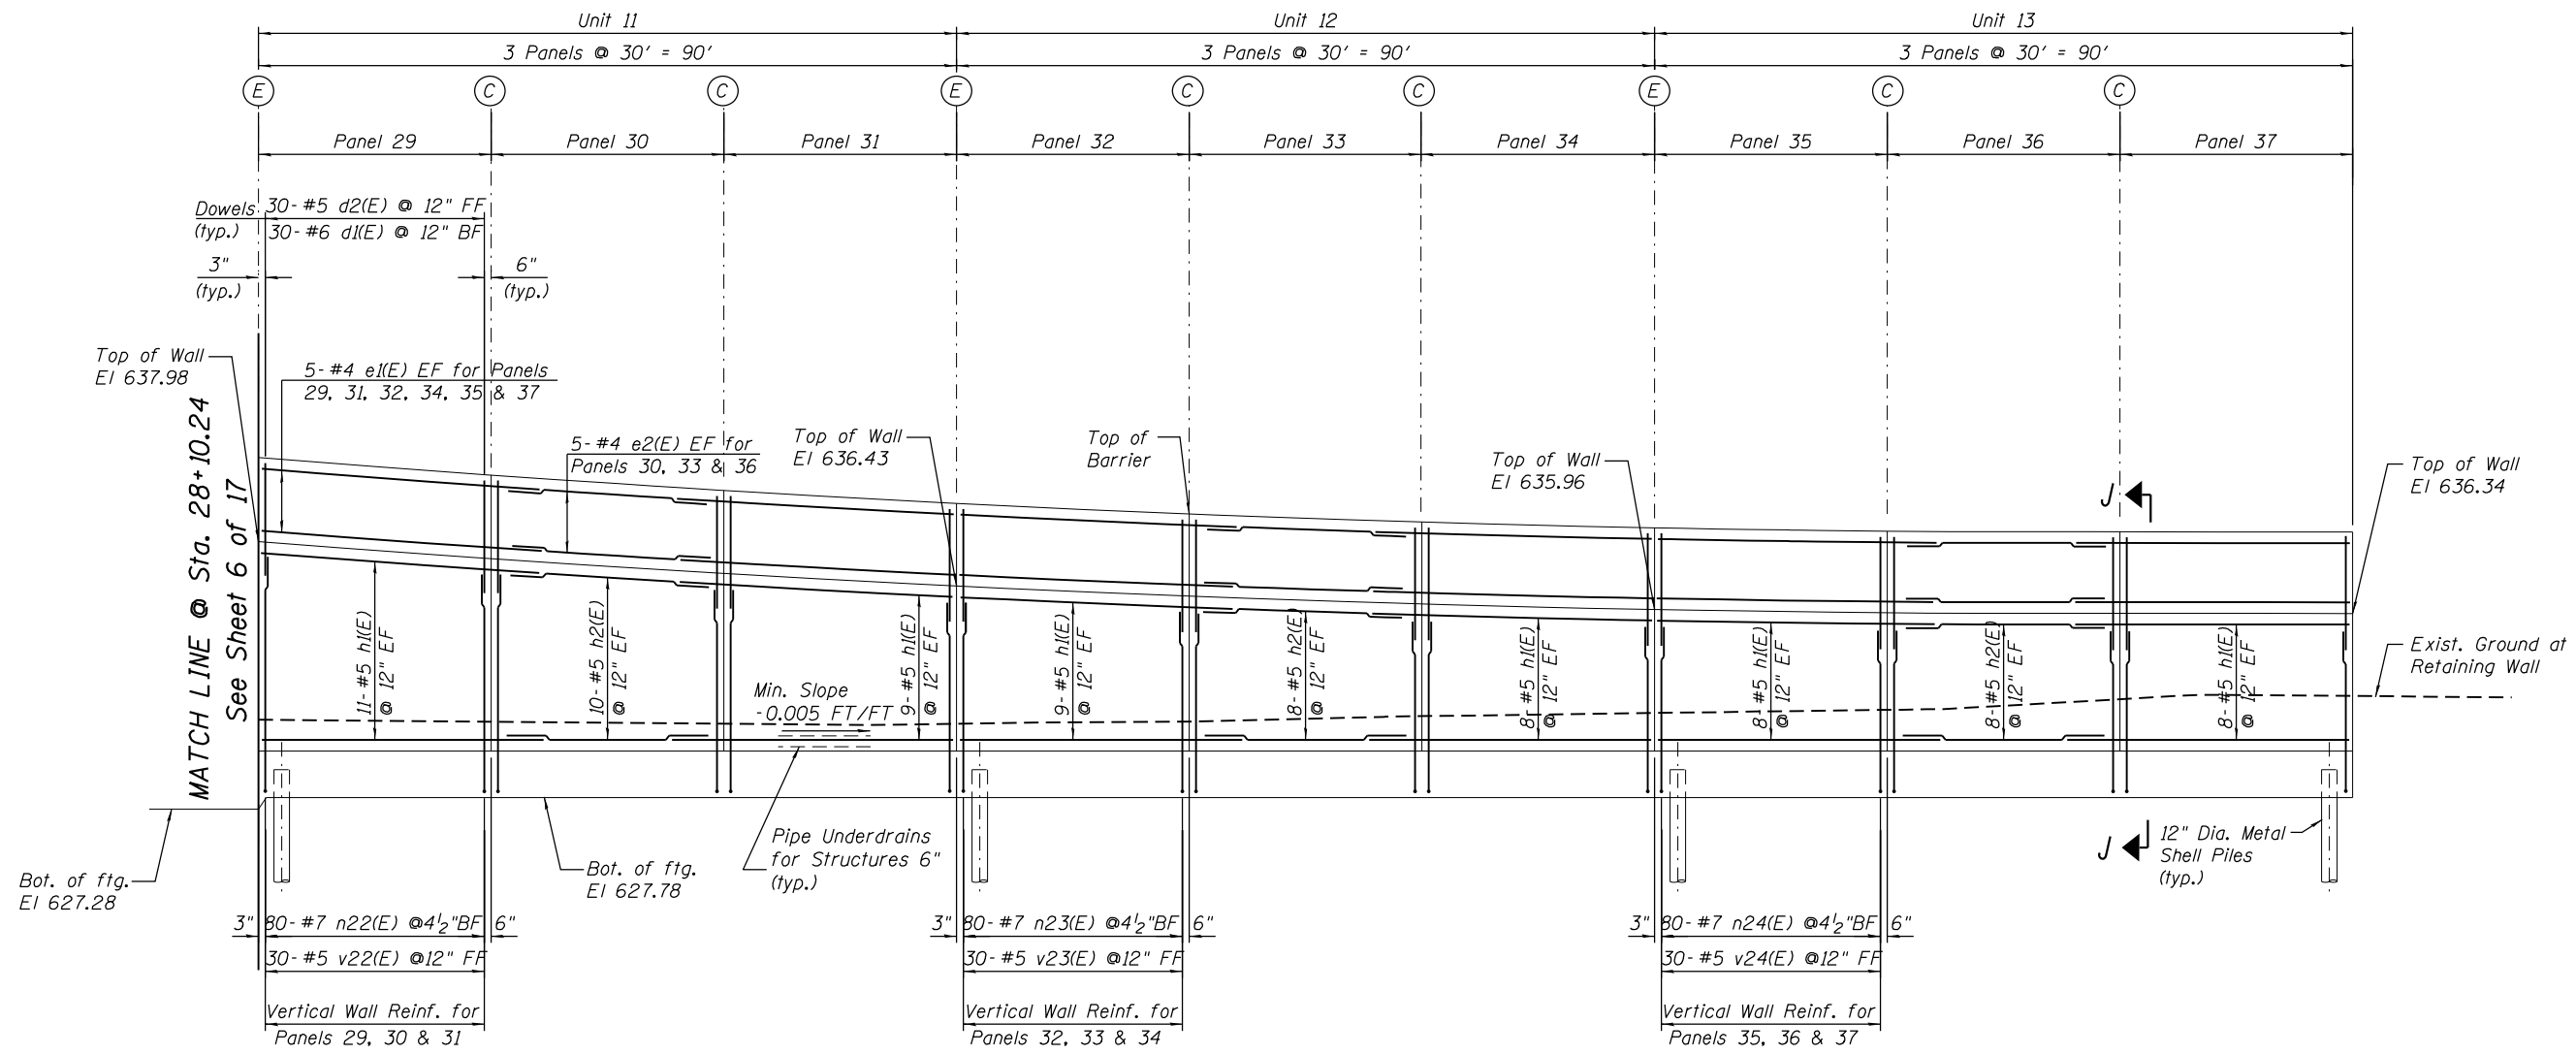 Unit 11
Unit 12
Unit 13
3 Panels @ 30' = 90'
3 Panels @ 30' = 90'
3 Panels @ 30' = 90'
E
C
C
E
C
C
E
C
C
Panel 29
Panel 30
Panel 31
Panel 32
Panel 33
Panel 34
Panel 35
Panel 36
Panel 37
Dowels
(typ.)
30- #5 d2(E) @ 12" FF
30- #6 d1(E) @ 12" BF
3"
(typ.)
6"
(typ.)
Top of Wall
El 637.98
5- #4 e1(E) EF for Panels
29, 31, 32, 34, 35 & 37
MATCH LINE @ Sta. 28+10.24
See Sheet 6 of 17
5- #4 e2(E) EF for
Panels 30, 33 & 36
Top of Wall
El 636.43
Top of
Barrier
Top of Wall
El 635.96
J
Top of Wall
El 636.34
11- #5 h1(E)
@ 12" EF
10- #5 h2(E)
@ 12" EF
9- #5 h1(E)
@ 12" EF
9- #5 h1(E)
@ 12" EF
8- #5 h2(E)
@ 12" EF
8- #5 h1(E)
@ 12" EF
8- #5 h1(E)
@ 12" EF
8- #5 h2(E)
@ 12" EF
8- #5 h1(E)
@ 12" EF
Exist. Ground at
Retaining Wall
Min. Slope
-0.005 FT/FT
Pipe Underdrains
for Structures 6"
(typ.)
J
12" Dia. Metal
Shell Piles
(typ.)
Bot. of ftg.
El 627.28
Bot. of ftg.
El 627.78
3"
80- #7 n22(E) @4½"BF
6"
30- #5 v22(E) @12" FF
Vertical Wall Reinf. for
Panels 29, 30 & 31
3"
80- #7 n23(E) @4½"BF
6"
30- #5 v23(E) @12" FF
Vertical Wall Reinf. for
Panels 32, 33 & 34
3"
80- #7 n24(E) @4½"BF
6"
30- #5 v24(E) @12" FF
Vertical Wall Reinf. for
Panels 35, 36 & 37